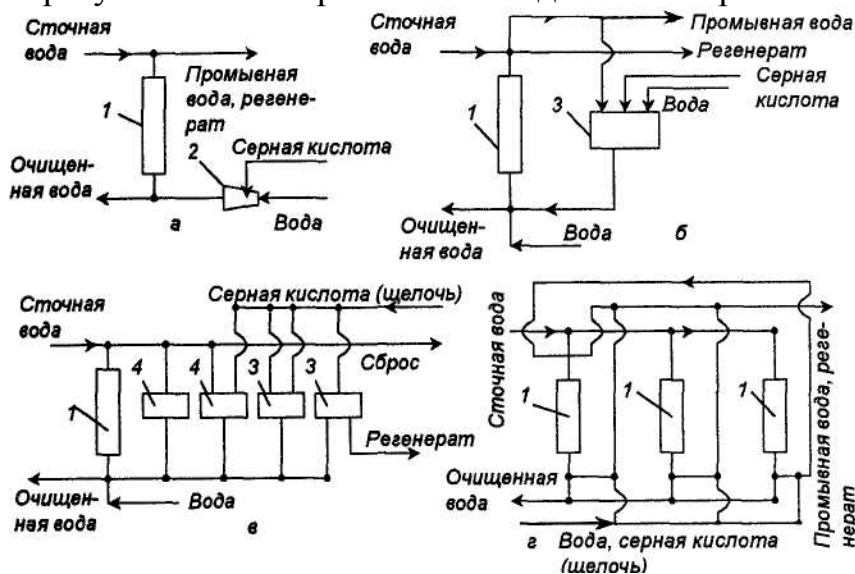 Сточная
вода
Промывная
вода, регене-
рат
1
2
Серная кислота
Очищен-
ная вода
Вода
а
Сточная
вода
Промывная вода
Регенерат
Серная
кислота
Вода
1
3
Очищен-
ная вода
Вода
б
Серная кислота (щелочь)
Сточная
вода
Сброс
4
4
3
3
1
Регенерат
Очищен-
ная вода
Вода
в
Сточная вода
1
1
1
Промывная вода, реге-
нерат
Очищенная
вода
г
Вода, серная кислота
(щелочь)